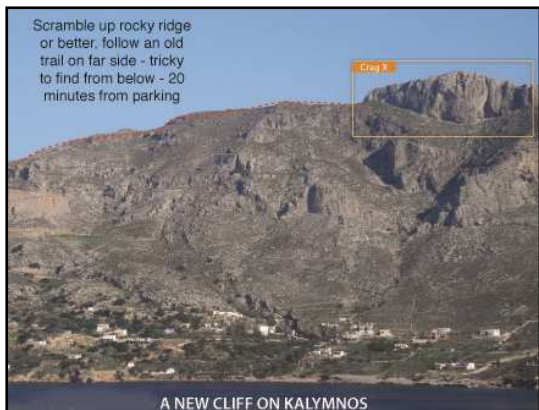 Scramble up rocky ridge
or better, follow an old
trail on far side - tricky
to find from below - 20
minutes from parking
Crag X
A NEW CLIFF ON KALYMNOS